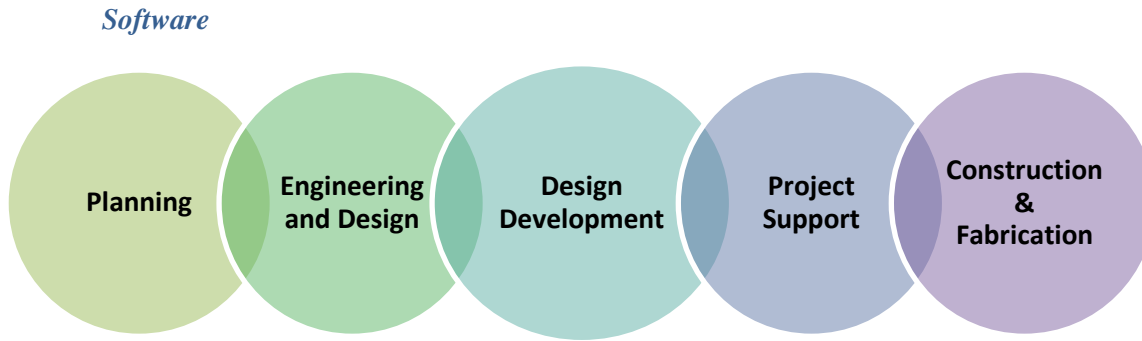 Software
Planning
Engineering
and Design
Design
Development
Project
Support
Construction
&
Fabrication